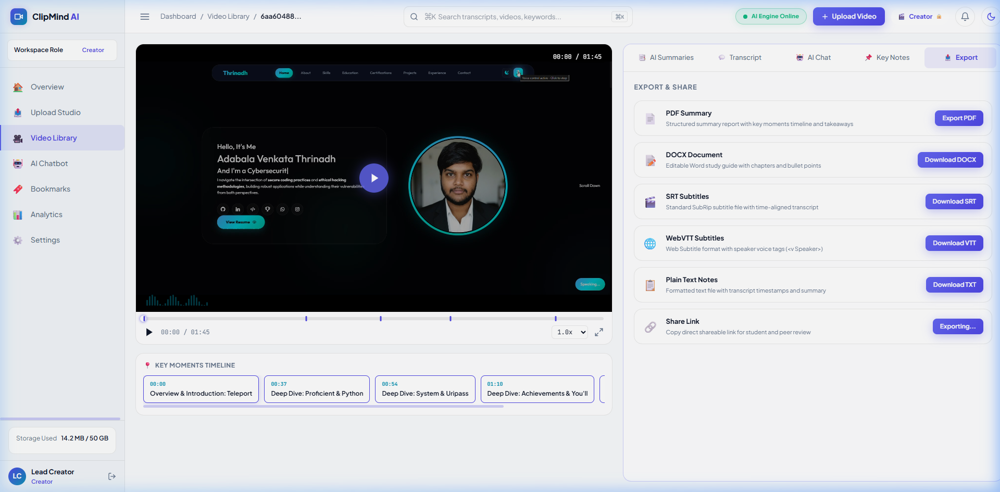 ClipMind AI
Dashboard / Video Library / 6aa60488...
⌘K Search transcripts, videos, keywords...
⌘K
AI Engine Online
+ Upload Video
Creator
Workspace Role Creator
Overview
Upload Studio
Video Library
AI Chatbot
Bookmarks
Analytics
Settings
Storage Used 14.2 MB / 50 GB
LC
Lead Creator
Creator
00:00 / 01:45
Thrinadh
Home About Skills Education Certifications Projects Experience Contact
Voice control active - Click to stop
Hello, It's Me
Adabala Venkata Thrinadh
And I'm a Cybersecurit|
I navigate the intersection of secure coding practices and ethical hacking
methodologies, building robust applications while understanding their vulnerabilitie
from both perspectives.
View Resume
Scroll Down
Speaking...
00:00 / 01:45
1.0x
KEY MOMENTS TIMELINE
00:00
Overview & Introduction: Teleport
00:37
Deep Dive: Proficient & Python
00:54
Deep Dive: System & Uripass
01:10
Deep Dive: Achievements & You'll
AI Summaries
Transcript
AI Chat
Key Notes
Export
EXPORT & SHARE
PDF Summary
Structured summary report with key moments timeline and takeaways
Export PDF
DOCX Document
Editable Word study guide with chapters and bullet points
Download DOCX
SRT Subtitles
Standard SubRip subtitle file with time-aligned transcript
Download SRT
WebVTT Subtitles
Web Subtitle format with speaker voice tags (<v Speaker>)
Download VTT
Plain Text Notes
Formatted text file with transcript timestamps and summary
Download TXT
Share Link
Copy direct shareable link for student and peer review
Exporting...